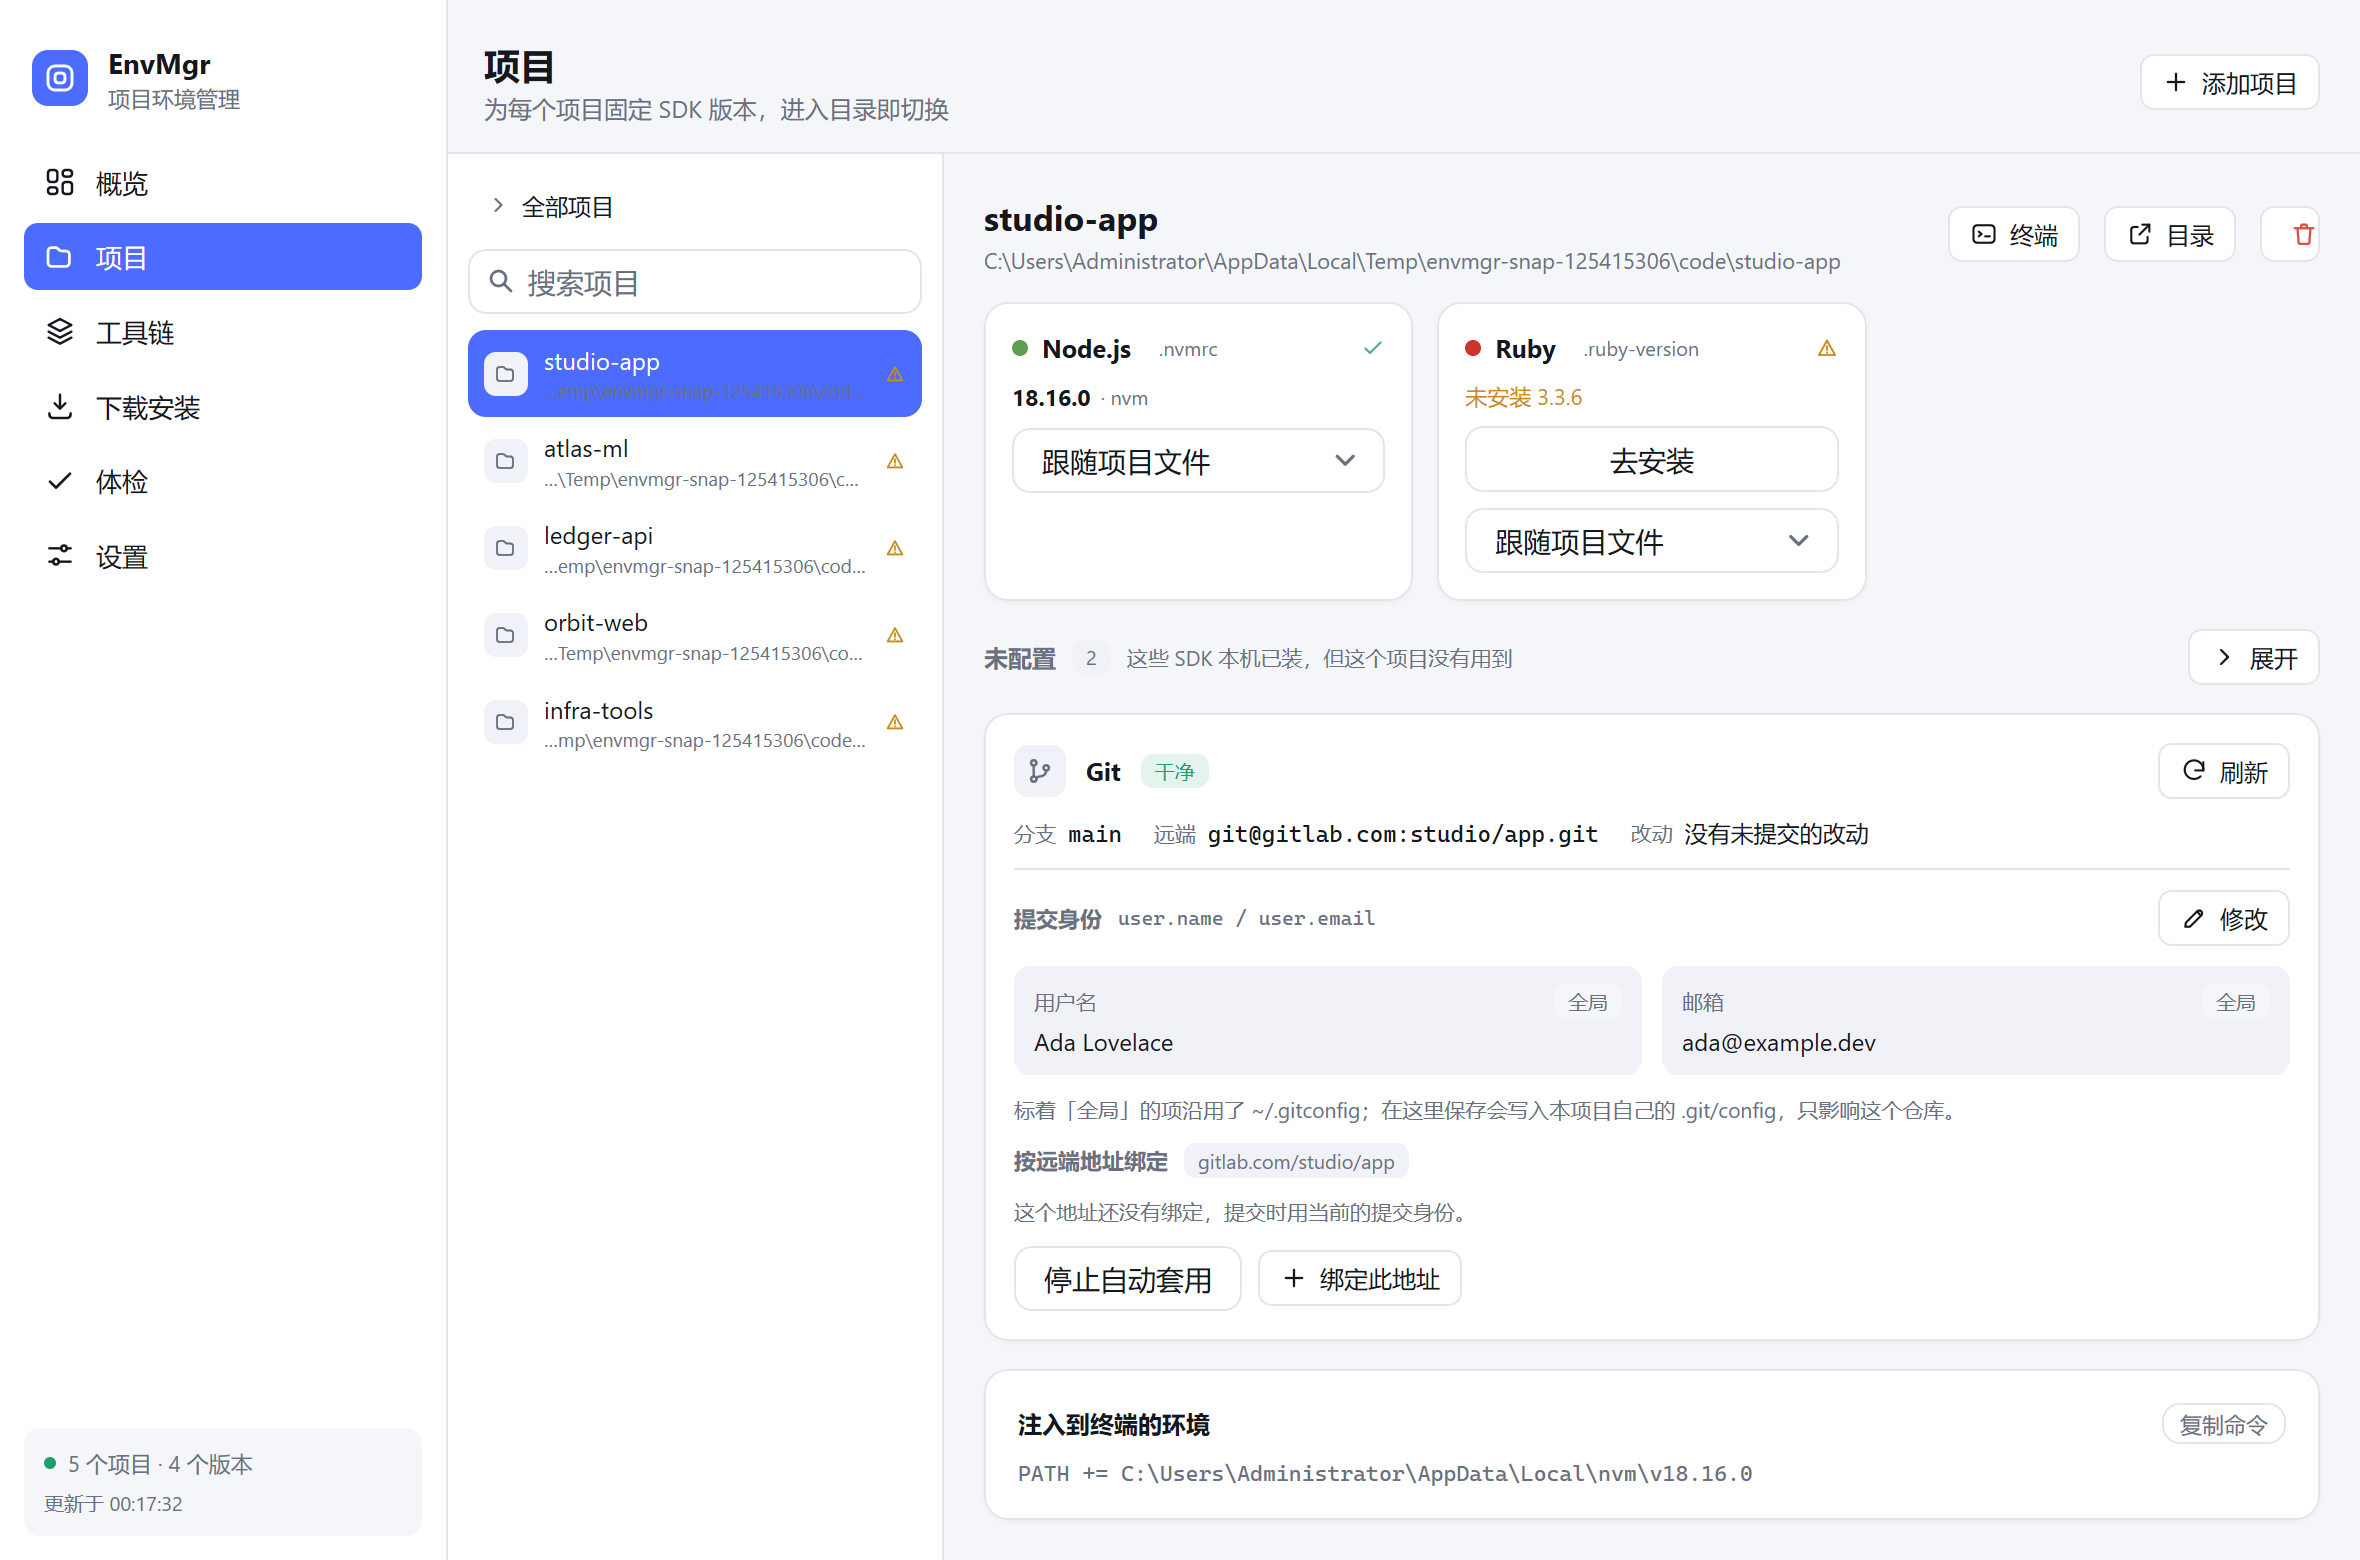 EnvMgr
项目环境管理
概览
项目
工具链
下载安装
体检
设置
5 个项目 · 4 个版本
更新于 00:17:32
项目
为每个项目固定 SDK 版本，进入目录即切换
添加项目
全部项目
搜索项目
studio-app
...emp\envmgr-snap-125415306\cod...
atlas-ml
...\Temp\envmgr-snap-125415306\c...
ledger-api
...emp\envmgr-snap-125415306\cod...
orbit-web
...Temp\envmgr-snap-125415306\co...
infra-tools
...mp\envmgr-snap-125415306\code...
studio-app
C:\Users\Administrator\AppData\Local\Temp\envmgr-snap-125415306\code\studio-app
终端
目录
Node.js .nvmrc
18.16.0 · nvm
跟随项目文件
Ruby .ruby-version
未安装 3.3.6
去安装
跟随项目文件
未配置 2 这些 SDK 本机已装，但这个项目没有用到
展开
Git 干净
刷新
分支 main 远端 git@gitlab.com:studio/app.git 改动 没有未提交的改动
提交身份 user.name / user.email
修改
用户名 全局
Ada Lovelace
邮箱 全局
ada@example.dev
标着「全局」的项沿用了 ~/.gitconfig；在这里保存会写入本项目自己的 .git/config，只影响这个仓库。
按远端地址绑定 gitlab.com/studio/app
这个地址还没有绑定，提交时用当前的提交身份。
停止自动套用
绑定此地址
注入到终端的环境
复制命令
PATH += C:\Users\Administrator\AppData\Local\nvm\v18.16.0